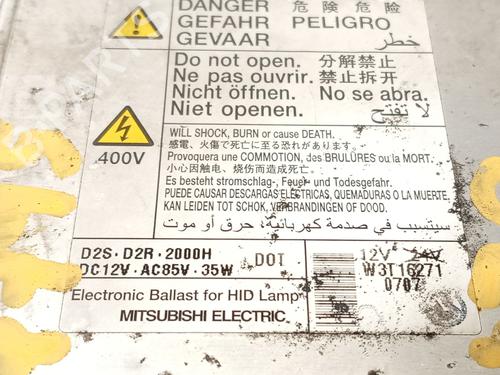 DANGER 危険 危险
GEFAHR PELIGRO
GEVAAR خطر
Do not open. 分解禁止
Ne pas ouvrir. 禁止拆开
Nicht öffnen. No se abra.
Niet openen. لا تفتح
400V
WILL SHOCK, BURN or cause DEATH.
感電、火傷で死亡に至る恐れがあります。
Provoquera une COMMOTION, des BRULÛRES ou la MORT.
小心因触电、烧伤而造成死亡。
Es besteht stromschlag-, Feuer- und Todesgefahr.
PUEDE CAUSAR DESCARGAS ELÉCTRICAS, QUEMADURAS O LA MUERTE,
KAN LEIDEN TOT SCHOK, VERBRANDINGEN OF DOOD.
سيتسبب في صدمة كهربائية، حرق أو موت
D2S・D2R・2000H DOT 12V 24V
DC12V・AC85V・35W W3T16271
0707
Electronic Ballast for HID Lamp
MITSUBISHI ELECTRIC